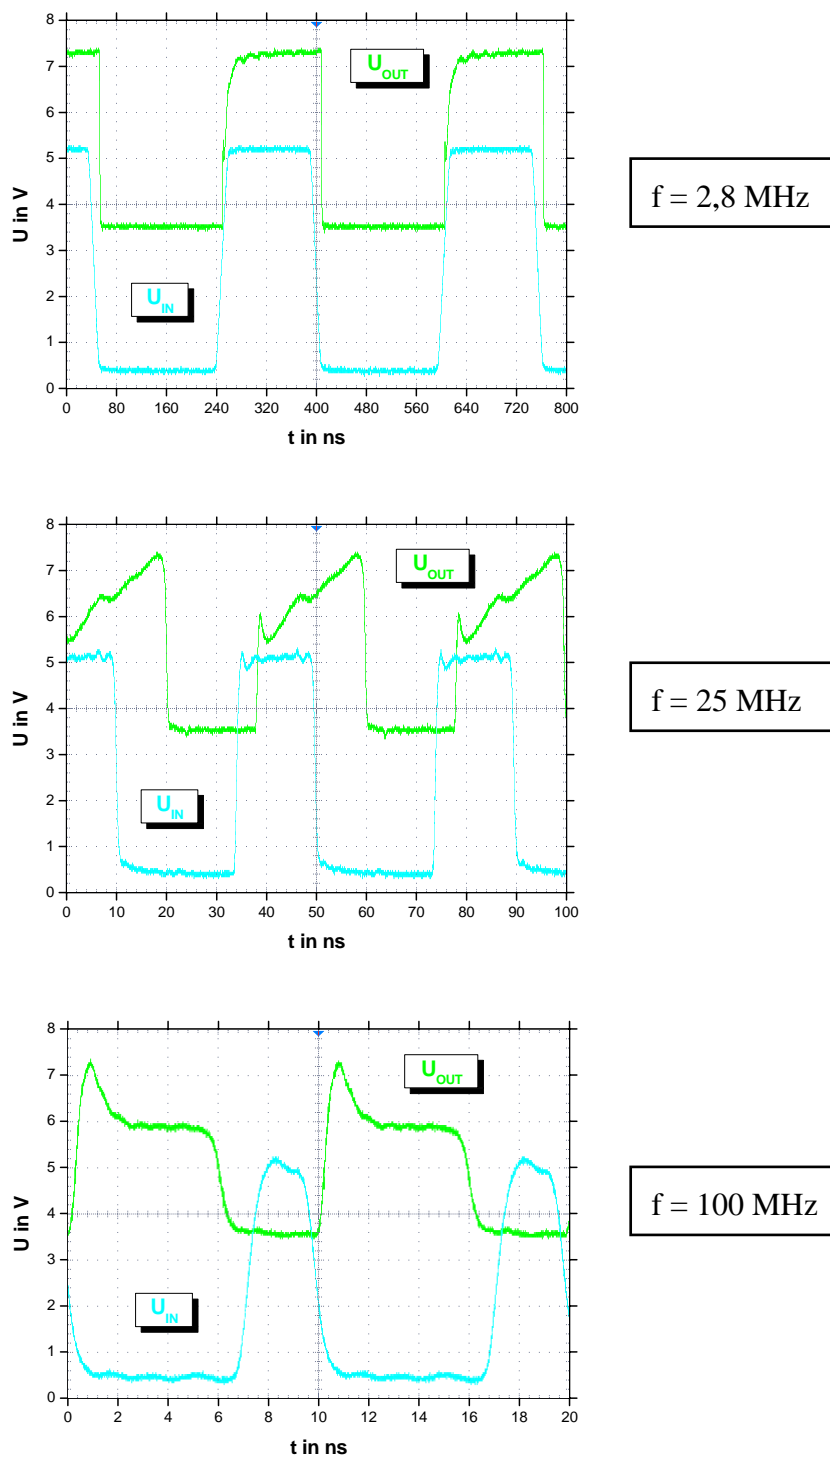 8
7
6
5
4
3
2
1
0
U in V
U_OUT
U_IN
0 80 160 240 320 400 480 560 640 720 800
t in ns
f = 2,8 MHz
8
7
6
5
4
3
2
1
0
U in V
U_OUT
U_IN
0 10 20 30 40 50 60 70 80 90 100
t in ns
f = 25 MHz
8
7
6
5
4
3
2
1
0
U in V
U_OUT
U_IN
0 2 4 6 8 10 12 14 16 18 20
t in ns
f = 100 MHz